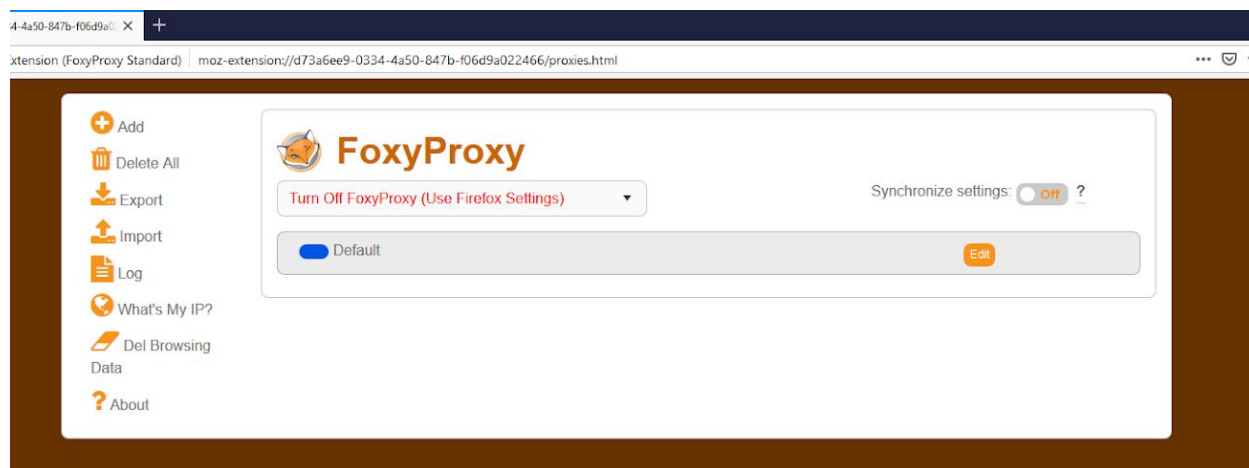 4-4a50-847b-f06d9a0
xtension (FoxyProxy Standard) moz-extension://d73a6ee9-0334-4a50-847b-f06d9a022466/proxies.html
Add
Delete All
Export
Import
Log
What's My IP?
Del Browsing
Data
? About
FoxyProxy
Turn Off FoxyProxy (Use Firefox Settings)
Synchronize settings: Off ?
Default
Edit